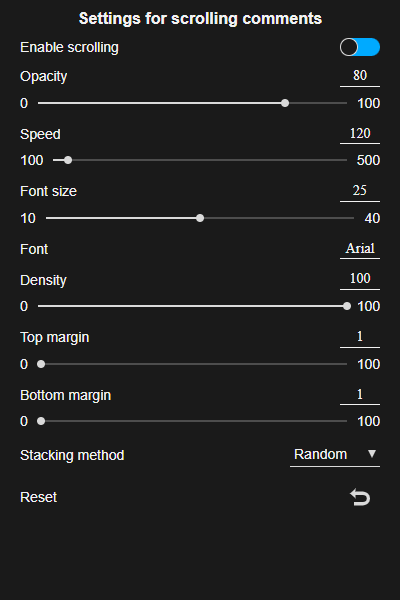 Settings for scrolling comments
Enable scrolling
Opacity 80
0 100
Speed 120
100 500
Font size 25
10 40
Font Arial
Density 100
0 100
Top margin 1
0 100
Bottom margin 1
0 100
Stacking method Random
Reset